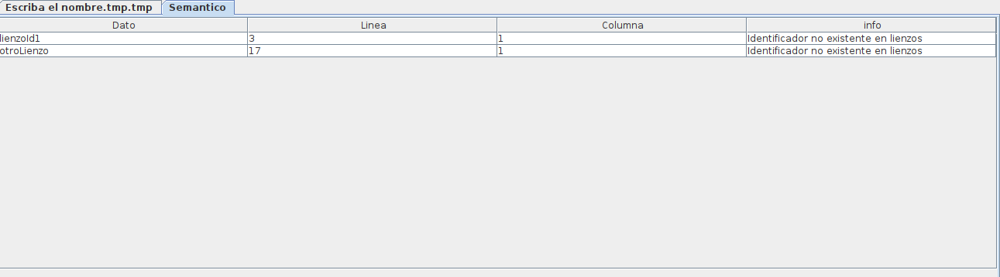 Escriba el nombre.tmp.tmp Semantico
Dato Linea Columna info
lienzoId1 3 1 Identificador no existente en lienzos
otroLienzo 17 1 Identificador no existente en lienzos